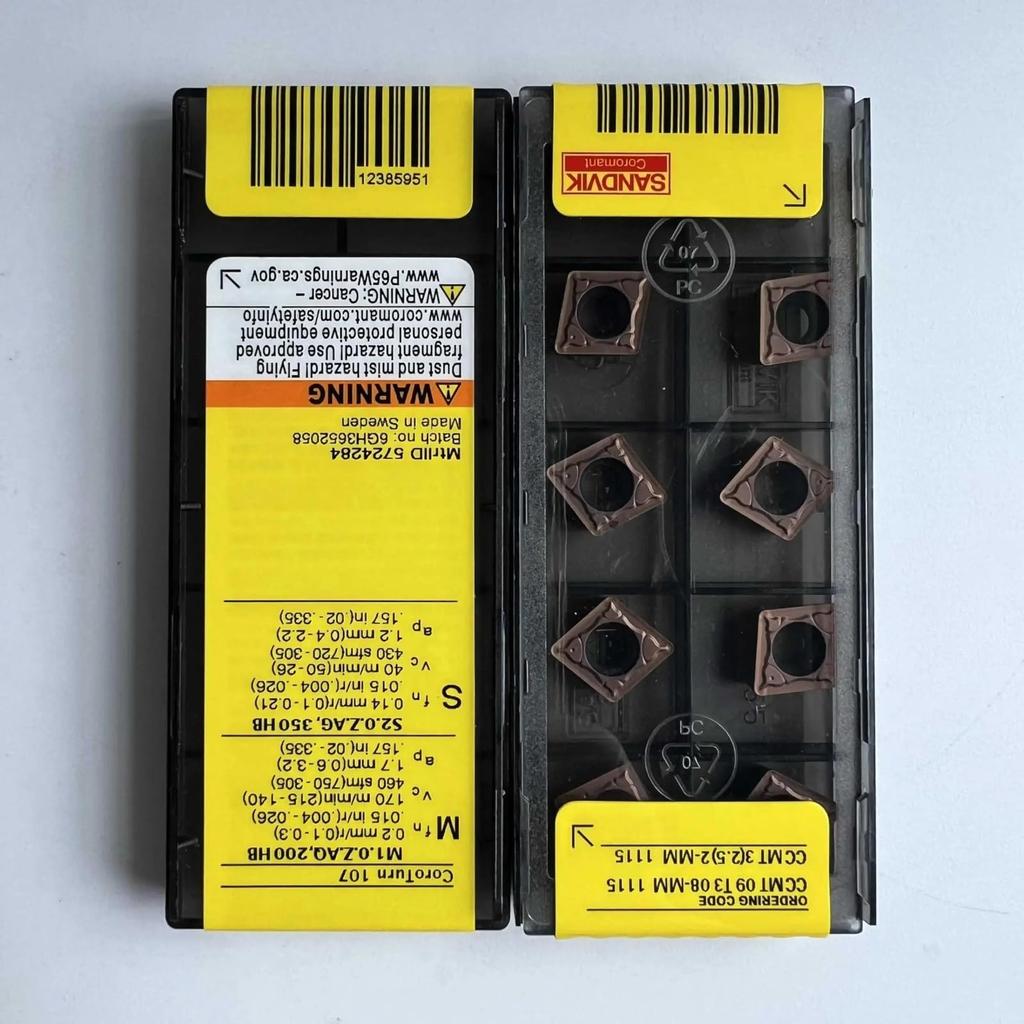 12385951
CoroTurn 107
M1.0.Z.AQ,200 HB
M
fn 0.2 mm/r(0.1-0.3)
.015 in/r(.004-.026)
vc 170 m/min(215-140)
460 sfm(750-305)
ap 1.7 mm(0.6-3.2)
.157 in(.02-.335)
S2.0.Z.AG, 350 HB
S
fn 0.14 mm/r(0.1-0.21)
.015 in/r(.004-.026)
vc 40 m/min(50-26)
430 sfm(720-305)
ap 1.2 mm(0.4-2.2)
.157 in(.02-.335)
MtrlID 5724284
Batch no: 6GH3652058
Made in Sweden
WARNING
Dust and mist hazard! Flying
fragment hazard! Use approved
personal protective equipment
www.coromant.com/safetyinfo
WARNING: Cancer –
www.P65Warnings.ca.gov
ORDERING CODE
CCMT 09 T3 08-MM 1115
CCMT 3(2.5)2-MM 1115
07
PC
07
PC
SANDVIK
Coromant